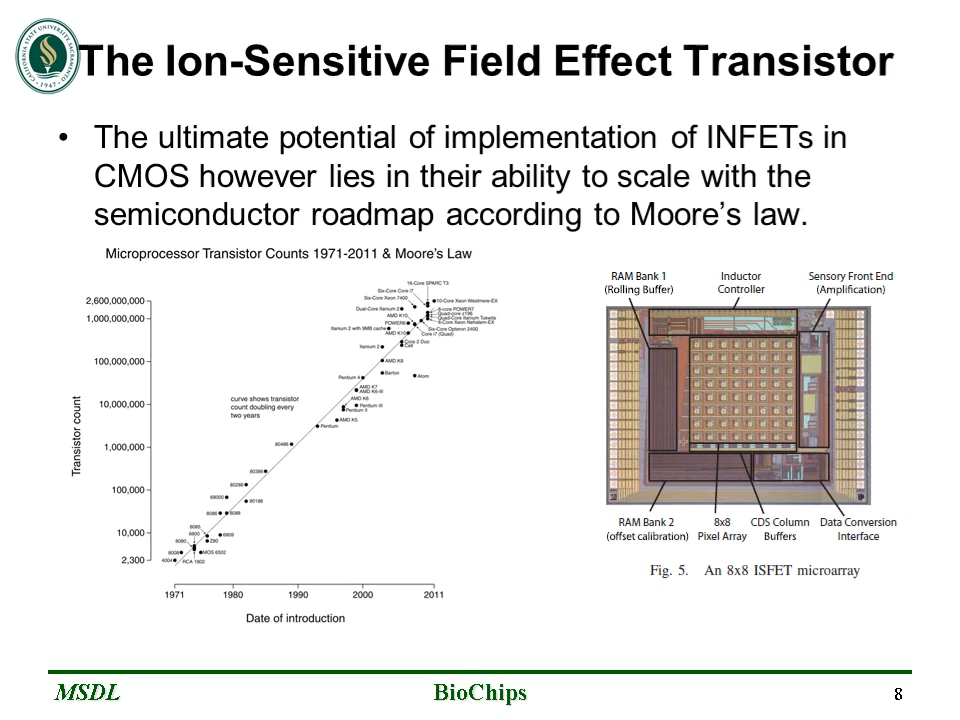 The Ion-Sensitive Field Effect Transistor
CALIFORNIA STATE UNIVERSITY
SACRAMENTO
1947
• The ultimate potential of implementation of INFETs in
CMOS however lies in their ability to scale with the
semiconductor roadmap according to Moore's law.
Microprocessor Transistor Counts 1971-2011 & Moore's Law
Transistor count
2,600,000,000
1,000,000,000
100,000,000
10,000,000
1,000,000
100,000
10,000
2,300
16-Core SPARC T3
Six-Core Core i7
Six-Core Xeon 7400
10-Core Xeon Westmere-EX
Dual-Core Itanium 2
8-core POWER7
Quad-core z196
AMD K10
Quad-Core Itanium Tukwila
POWER6
8-Core Xeon Nehalem-EX
Itanium 2 with 9MB cache
Six-Core Opteron 2400
AMD K10
Core i7 (Quad)
Core 2 Duo
Itanium 2
Cell
AMD K8
Pentium 4
Barton
Atom
AMD K7
AMD K6-III
curve shows transistor
count doubling every
two years
AMD K6
Pentium III
Pentium II
AMD K5
Pentium
80486
80386
80286
68000
80186
8086
8088
8085
6800
6809
8080
Z80
8008
MOS 6502
4004
RCA 1802
1971
1980
1990
2000
2011
Date of introduction
RAM Bank 1
(Rolling Buffer)
Inductor
Controller
Sensory Front End
(Amplification)
RAM Bank 2
(offset calibration)
8x8
Pixel Array
CDS Column
Buffers
Data Conversion
Interface
Fig. 5. An 8x8 ISFET microarray
MSDL
BioChips
8